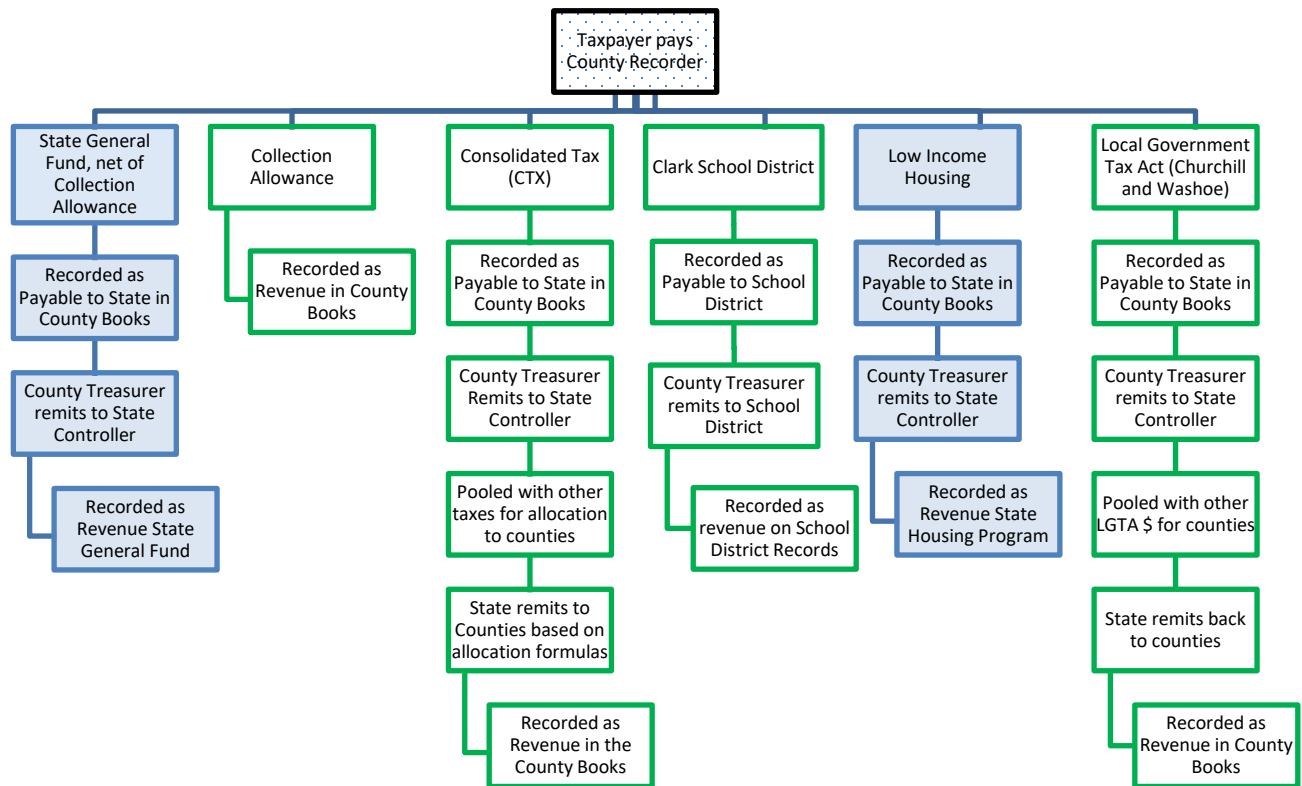 Taxpayer pays
County Recorder
State General
Fund, net of
Collection
Allowance
Collection
Allowance
Consolidated Tax
(CTX)
Clark School District
Low Income
Housing
Local Government
Tax Act (Churchill
and Washoe)
Recorded as
Payable to State in
County Books
Recorded as
Revenue in County
Books
Recorded as
Payable to State in
County Books
Recorded as
Payable to School
District
Recorded as
Payable to State in
County Books
Recorded as
Payable to State in
County Books
County Treasurer
remits to State
Controller
County Treasurer
Remits to State
Controller
County Treasurer
remits to School
District
County Treasurer
remits to State
Controller
County Treasurer
remits to State
Controller
Recorded as
Revenue State
General Fund
Pooled with other
taxes for allocation
to counties
Recorded as
revenue on School
District Records
Recorded as
Revenue State
Housing Program
Pooled with other
LGTA $ for counties
State remits to
Counties based on
allocation formulas
State remits back
to counties
Recorded as
Revenue in the
County Books
Recorded as
Revenue in County
Books